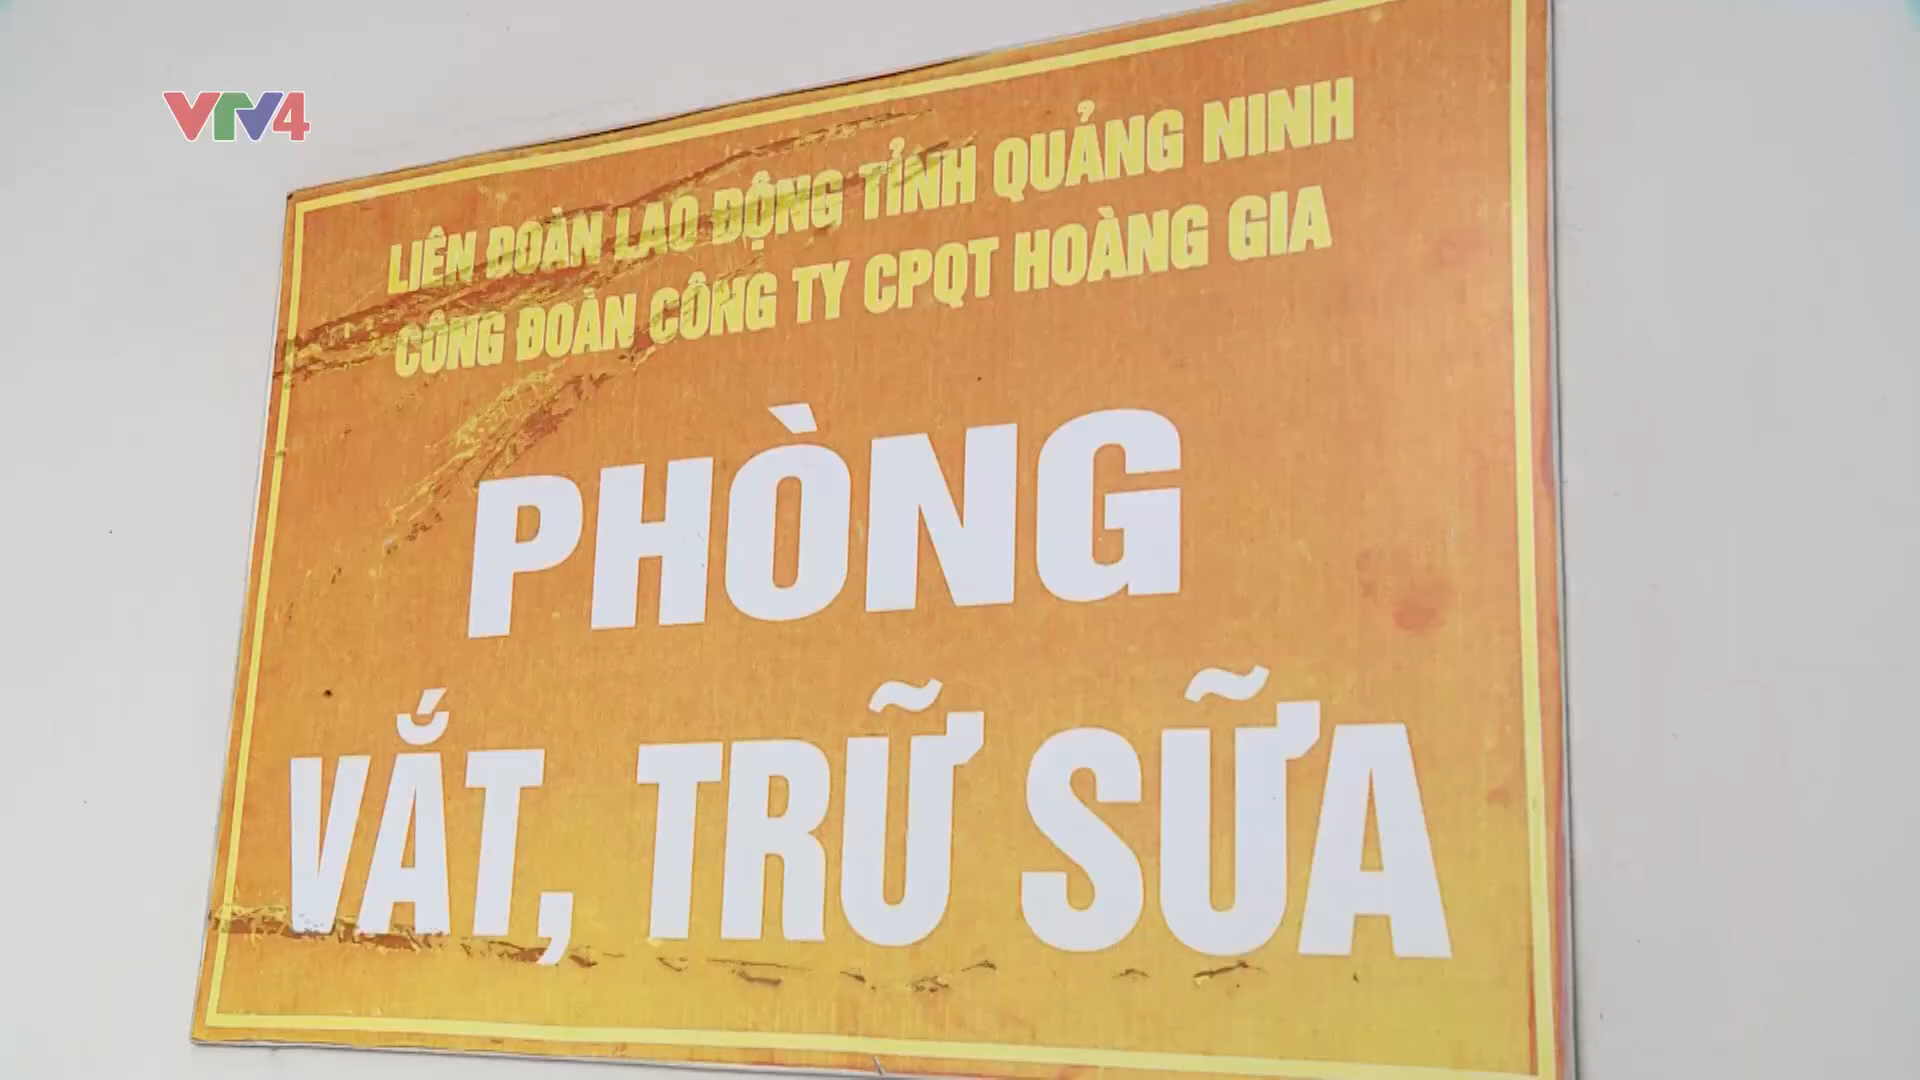 VTV4
LIÊN ĐOÀN LAO ĐỘNG TỈNH QUẢNG NINH
CÔNG ĐOÀN CÔNG TY CPQT HOÀNG GIA
PHÒNG
VẮT, TRỮ SỮA